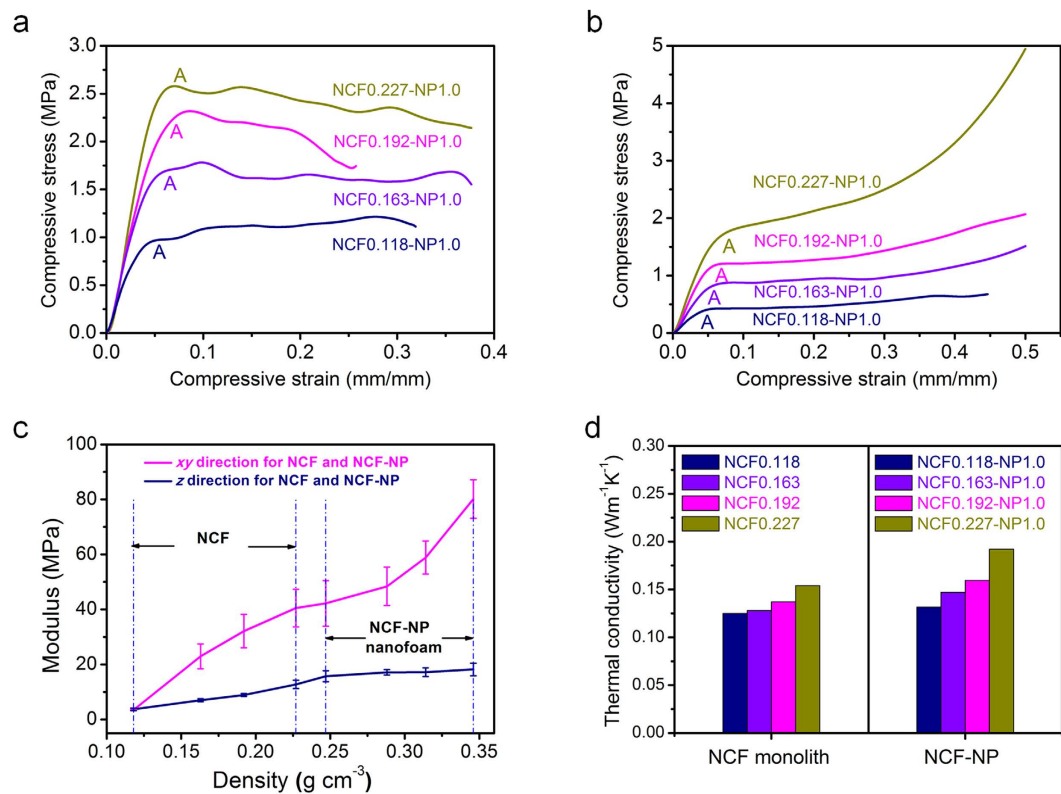 a
Compressive stress (MPa)
3.0
2.5
2.0
1.5
1.0
0.5
0.0
A
NCF0.227-NP1.0
A
NCF0.192-NP1.0
A
NCF0.163-NP1.0
A
NCF0.118-NP1.0
0.0 0.1 0.2 0.3 0.4
Compressive strain (mm/mm)
b
Compressive stress (MPa)
5
4
3
2
1
0
NCF0.227-NP1.0
A
NCF0.192-NP1.0
A
A
NCF0.163-NP1.0
A
NCF0.118-NP1.0
0.0 0.1 0.2 0.3 0.4 0.5
Compressive strain (mm/mm)
c
Modulus (MPa)
100
80
60
40
20
0
xy direction for NCF and NCF-NP
z direction for NCF and NCF-NP
NCF
NCF-NP
nanofoam
0.10 0.15 0.20 0.25 0.30 0.35
Density (g cm⁻³)
d
Thermal conductivity (Wm⁻¹K⁻¹)
0.30
0.25
0.20
0.15
0.10
0.05
0.00
NCF0.118
NCF0.163
NCF0.192
NCF0.227
NCF0.118-NP1.0
NCF0.163-NP1.0
NCF0.192-NP1.0
NCF0.227-NP1.0
NCF monolith
NCF-NP